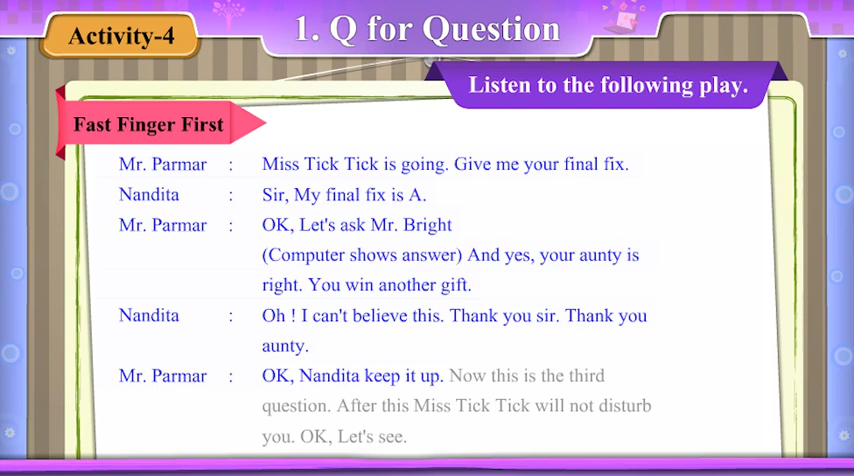 Activity-4
1. Q for Question
Listen to the following play.
Fast Finger First
Mr. Parmar : Miss Tick Tick is going. Give me your final fix.
Nandita : Sir, My final fix is A.
Mr. Parmar : OK, Let's ask Mr. Bright
(Computer shows answer) And yes, your aunty is
right. You win another gift.
Nandita : Oh ! I can't believe this. Thank you sir. Thank you
aunty.
Mr. Parmar : OK, Nandita keep it up. Now this is the third
question. After this Miss Tick Tick will not disturb
you. OK, Let's see.